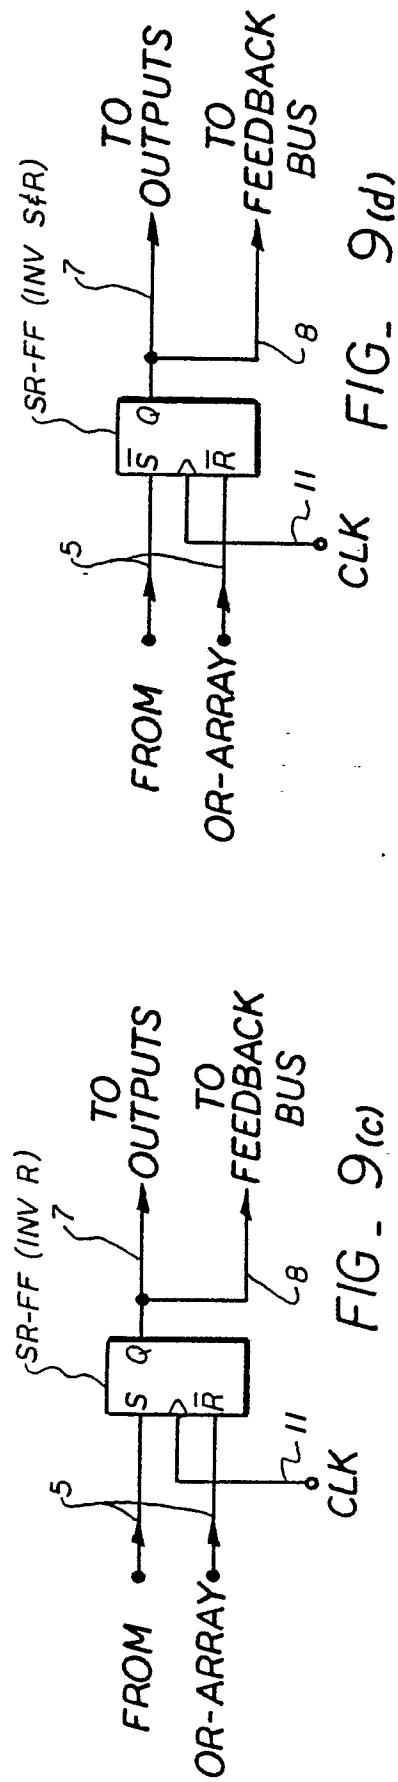 SR-FF (INV R)
5
7
FROM
OR-ARRAY
S
R̅
Q
TO
OUTPUTS
TO
FEEDBACK
BUS
8
11
CLK
FIG_ 9(c)
SR-FF (INV S&R)
5
7
FROM
OR-ARRAY
S̅
R̅
Q
TO
OUTPUTS
TO
FEEDBACK
BUS
8
11
CLK
FIG_ 9(d)